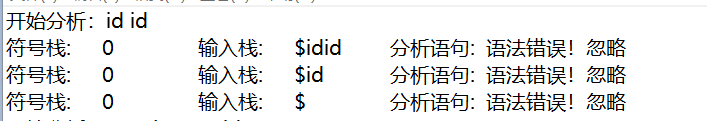 开始分析：id id
符号栈: 0 输入栈: $idid 分析语句: 语法错误！忽略
符号栈: 0 输入栈: $id 分析语句: 语法错误！忽略
符号栈: 0 输入栈: $ 分析语句: 语法错误！忽略